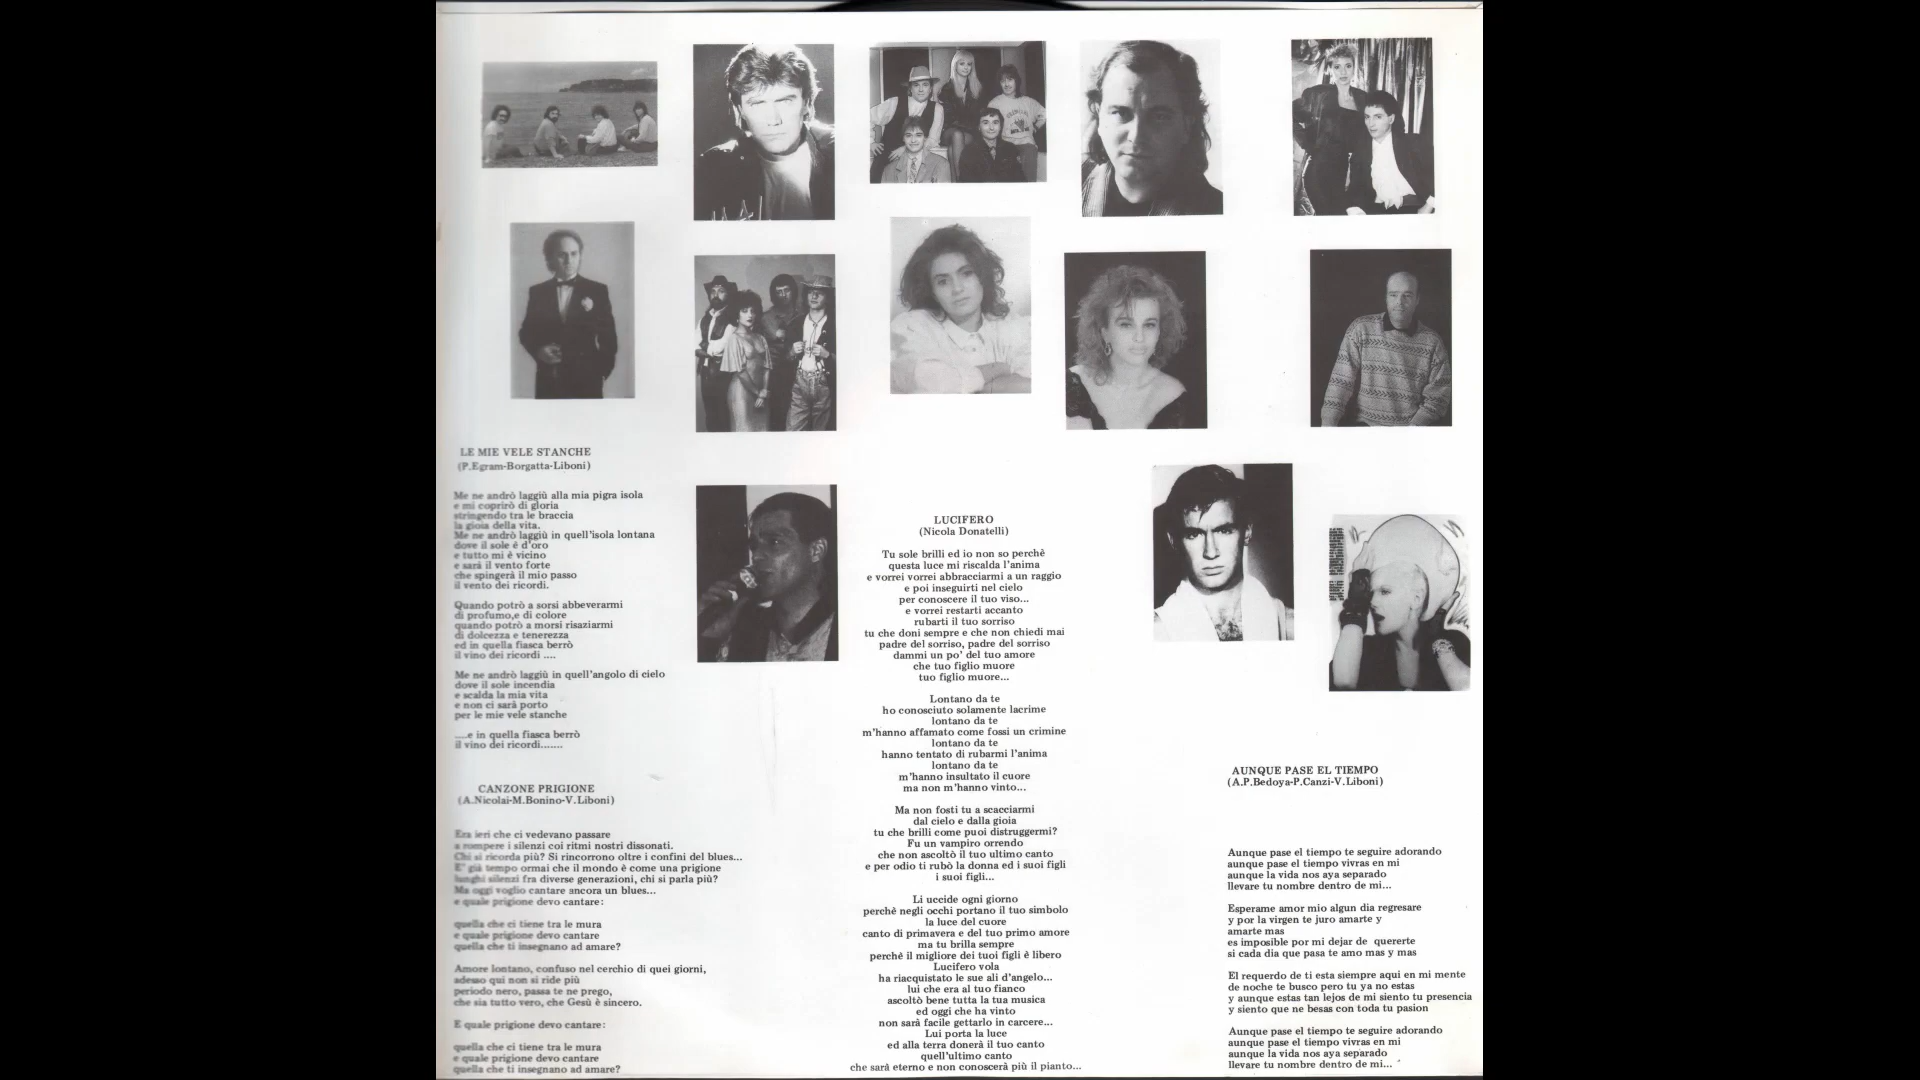 LE MIE VELE STANCHE
(P.Egram-Borgatta-Liboni)
Me ne andrò laggiù alla mia pigra isola
e mi coprirò di gloria
stringendo tra le braccia
la gioia della vita.
Me ne andrò laggiù in quell'isola lontana
dove il sole è d'oro
e tutto mi è vicino
e sarà il vento forte
che spingerà il mio passo
il vento dei ricordi.
Quando potrò a sorsi abbeverarmi
di profumo,e di colore
quando potrò a morsi risaziarmi
di dolcezza e tenerezza
ed in quella fiasca berrò
il vino dei ricordi ....
Me ne andrò laggiù in quell'angolo di cielo
dove il sole incendia
e scalda la mia vita
e non ci sarà porto
per le mie vele stanche
....e in quella fiasca berrò
il vino dei ricordi.......
CANZONE PRIGIONE
(A.Nicolai-M.Bonino-V.Liboni)
Era ieri che ci vedevano passare
a rompere i silenzi coi ritmi nostri dissonati.
Chi si ricorda più? Si rincorrono oltre i confini del blues...
E' già tempo ormai che il mondo è come una prigione
lunghi silenzi fra diverse generazioni, chi si parla più?
Ma oggi voglio cantare ancora un blues...
e quale prigione devo cantare:
quella che ci tiene tra le mura
e quale prigione devo cantare
quella che ti insegnano ad amare?
Amore lontano, confuso nel cerchio di quei giorni,
adesso qui non si ride più
periodo nero, passa te ne prego,
che sia tutto vero, che Gesù è sincero.
E quale prigione devo cantare:
quella che ci tiene tra le mura
e quale prigione devo cantare
quella che ti insegnano ad amare?
LUCIFERO
(Nicola Donatelli)
Tu sole brilli ed io non so perchè
questa luce mi riscalda l'anima
e vorrei vorrei abbracciarmi a un raggio
e poi inseguirti nel cielo
per conoscere il tuo viso...
e vorrei restarti accanto
rubarti il tuo sorriso
tu che doni sempre e che non chiedi mai
padre del sorriso, padre del sorriso
dammi un po' del tuo amore
che tuo figlio muore
tuo figlio muore...
Lontano da te
ho conosciuto solamente lacrime
lontano da te
m'hanno affamato come fossi un crimine
lontano da te
hanno tentato di rubarmi l'anima
lontano da te
m'hanno insultato il cuore
ma non m'hanno vinto...
Ma non fosti tu a scacciarmi
dal cielo e dalla gioia
tu che brilli come puoi distruggermi?
Fu un vampiro orrendo
che non ascoltò il tuo ultimo canto
e per odio ti rubò la donna ed i suoi figli
i suoi figli...
Li uccide ogni giorno
perchè negli occhi portano il tuo simbolo
la luce del cuore
canto di primavera e del tuo primo amore
ma tu brilla sempre
perchè il migliore dei tuoi figli è libero
Lucifero vola
ha riacquistato le sue ali d'angelo...
lui che era al tuo fianco
ascoltò bene tutta la tua musica
ed oggi che ha vinto
non sarà facile gettarlo in carcere...
Lui porta la luce
ed alla terra donerà il tuo canto
quell'ultimo canto
che sarà eterno e non conoscerà più il pianto...
AUNQUE PASE EL TIEMPO
(A.P.Bedoya-P.Canzi-V.Liboni)
Aunque pase el tiempo te seguire adorando
aunque pase el tiempo vivras en mi
aunque la vida nos aya separado
llevare tu nombre dentro de mi...
Esperame amor mio algun dia regresare
y por la virgen te juro amarte y
amarte mas
es imposible por mi dejar de quererte
si cada dia que pasa te amo mas y mas
El requerdo de ti esta siempre aqui en mi mente
de noche te busco pero tu ya no estas
y aunque estas tan lejos de mi siento tu presencia
y siento que ne besas con toda tu pasion
Aunque pase el tiempo te seguire adorando
aunque pase el tiempo vivras en mi
aunque la vida nos aya separado
llevare tu nombre dentro de mi...